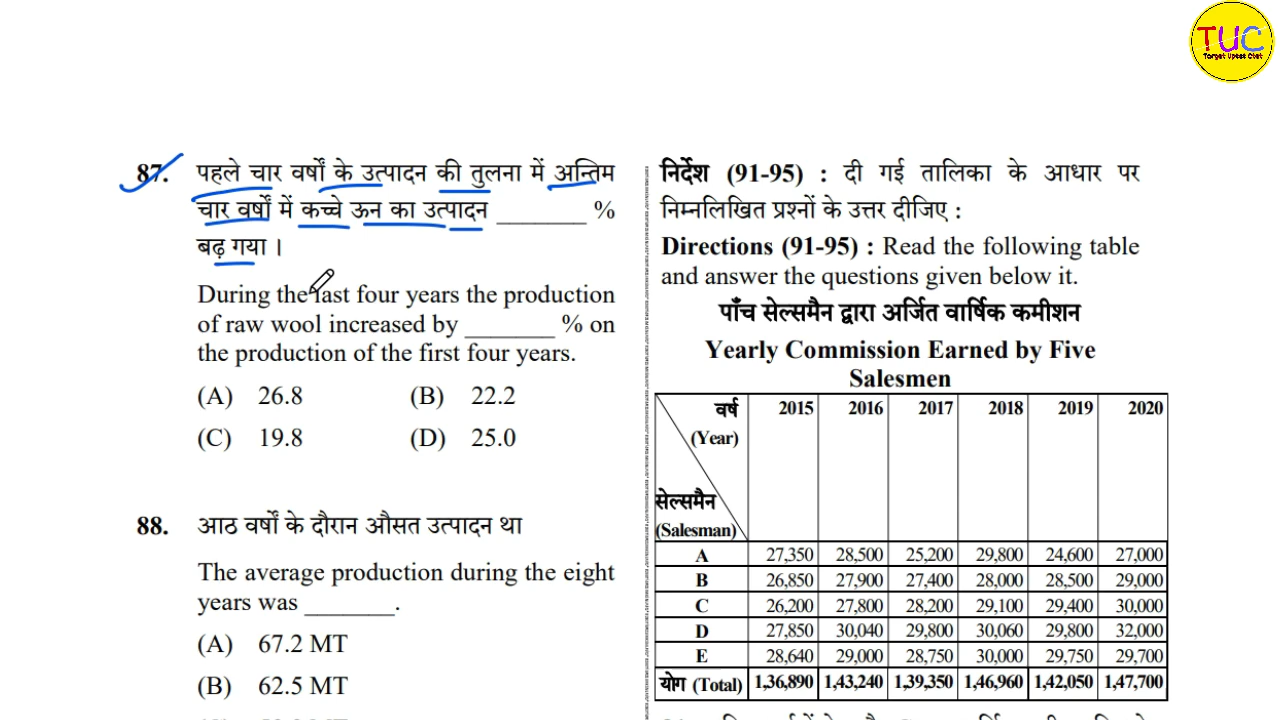 TUC
Target Upess Ctet
87. पहले चार वर्षों के उत्पादन की तुलना में अन्तिम
चार वर्षों में कच्चे ऊन का उत्पादन _______ %
बढ़ गया ।
During the last four years the production
of raw wool increased by _______ % on
the production of the first four years.
(A) 26.8 (B) 22.2
(C) 19.8 (D) 25.0
88. आठ वर्षों के दौरान औसत उत्पादन था
The average production during the eight
years was _______.
(A) 67.2 MT
(B) 62.5 MT
निर्देश (91-95) : दी गई तालिका के आधार पर
निम्नलिखित प्रश्नों के उत्तर दीजिए :
Directions (91-95) : Read the following table
and answer the questions given below it.
पाँच सेल्समैन द्वारा अर्जित वार्षिक कमीशन
Yearly Commission Earned by Five
Salesmen
वर्ष 2015 2016 2017 2018 2019 2020
(Year)
सेल्समैन
(Salesman)
A 27,350 28,500 25,200 29,800 24,600 27,000
B 26,850 27,900 27,400 28,000 28,500 29,000
C 26,200 27,800 28,200 29,100 29,400 30,000
D 27,850 30,040 29,800 30,060 29,800 32,000
E 28,640 29,000 28,750 30,000 29,750 29,700
योग (Total) 1,36,890 1,43,240 1,39,350 1,46,960 1,42,050 1,47,700